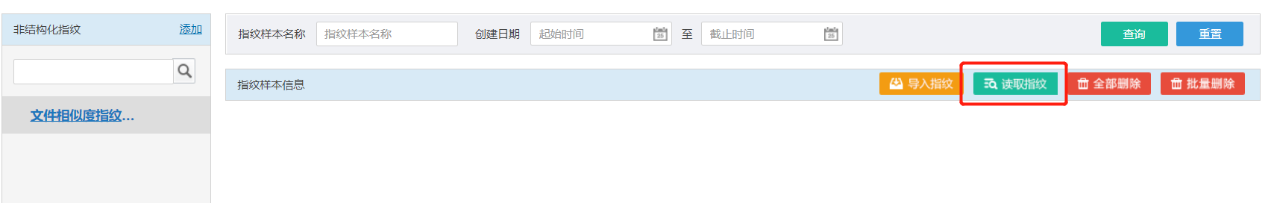 非结构化指纹 添加
文件相似度指纹...
指纹样本名称 指纹样本名称 创建日期 起始时间 至 截止时间 查询 重置
指纹样本信息 导入指纹 读取指纹 全部删除 批量删除